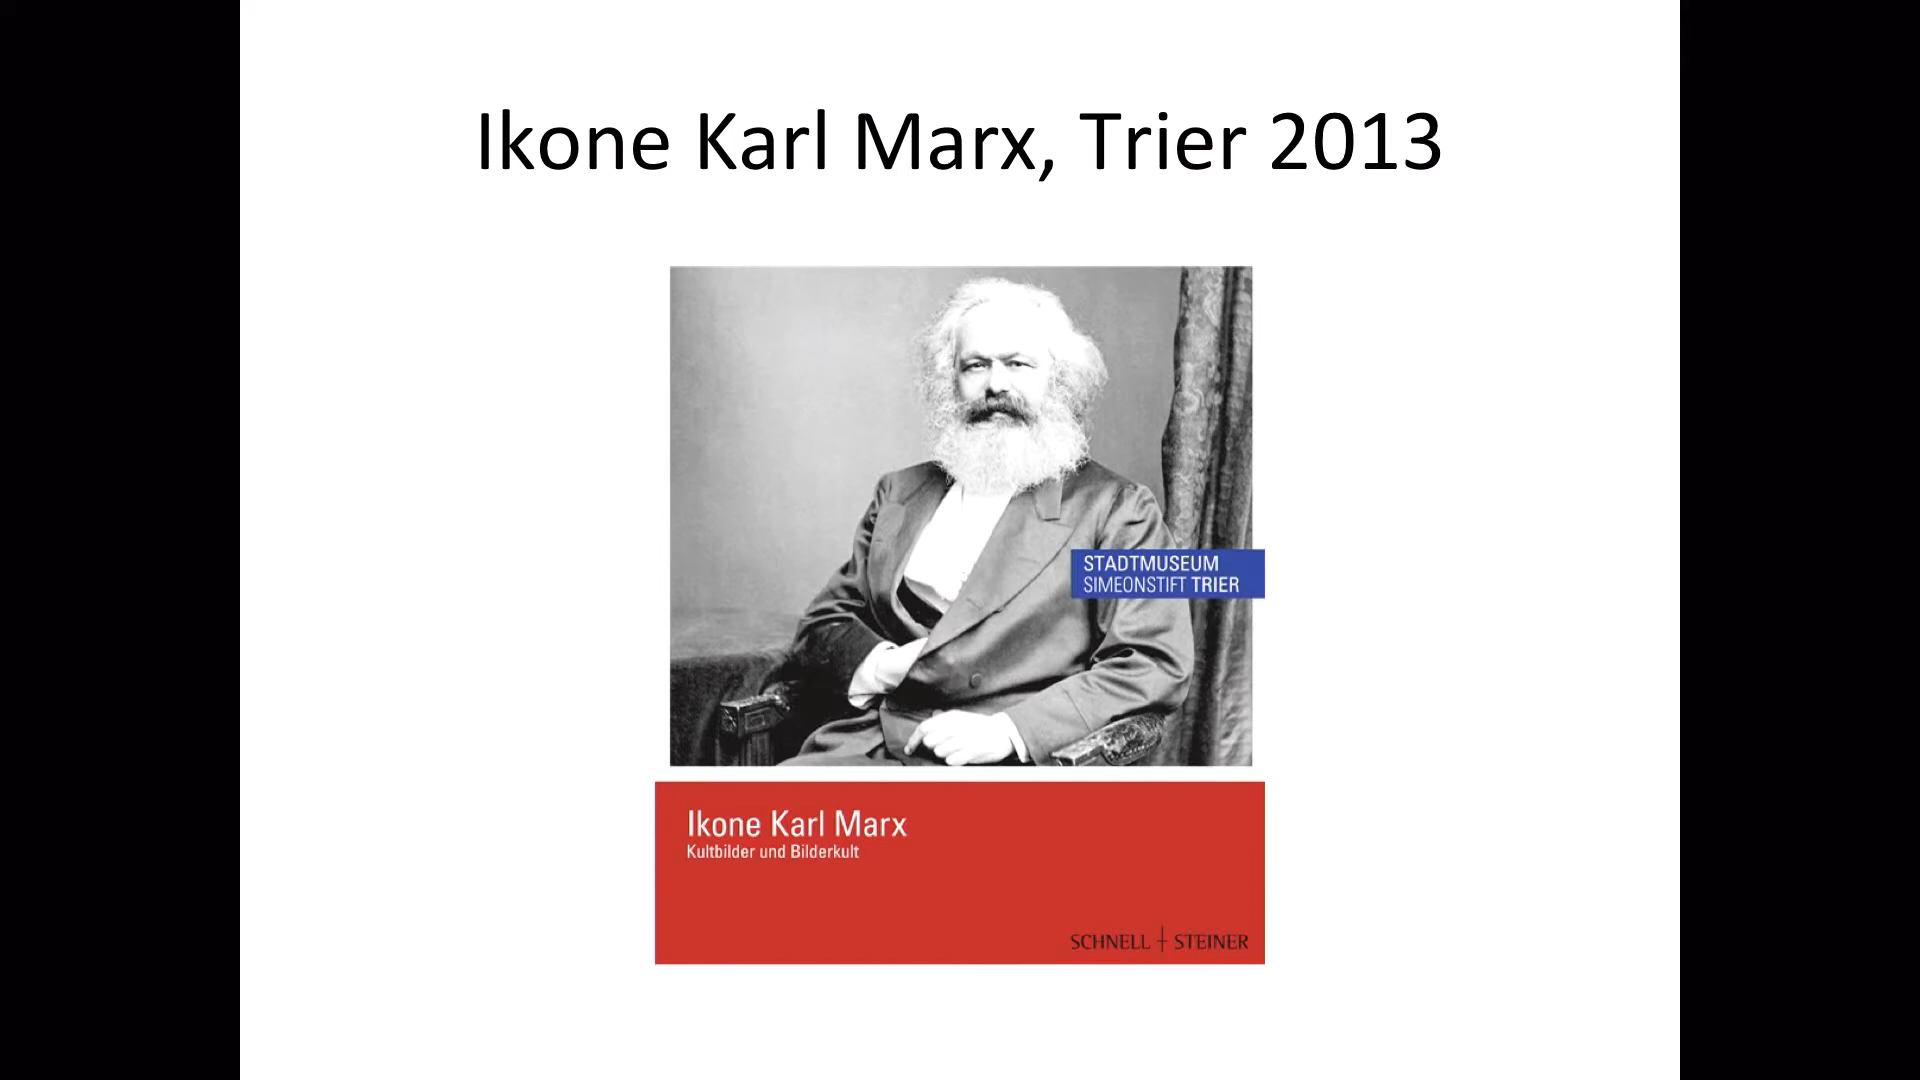 Ikone Karl Marx, Trier 2013
STADTMUSEUM
SIMEONSTIFT TRIER
Ikone Karl Marx
Kultbilder und Bilderkult
SCHNELL + STEINER